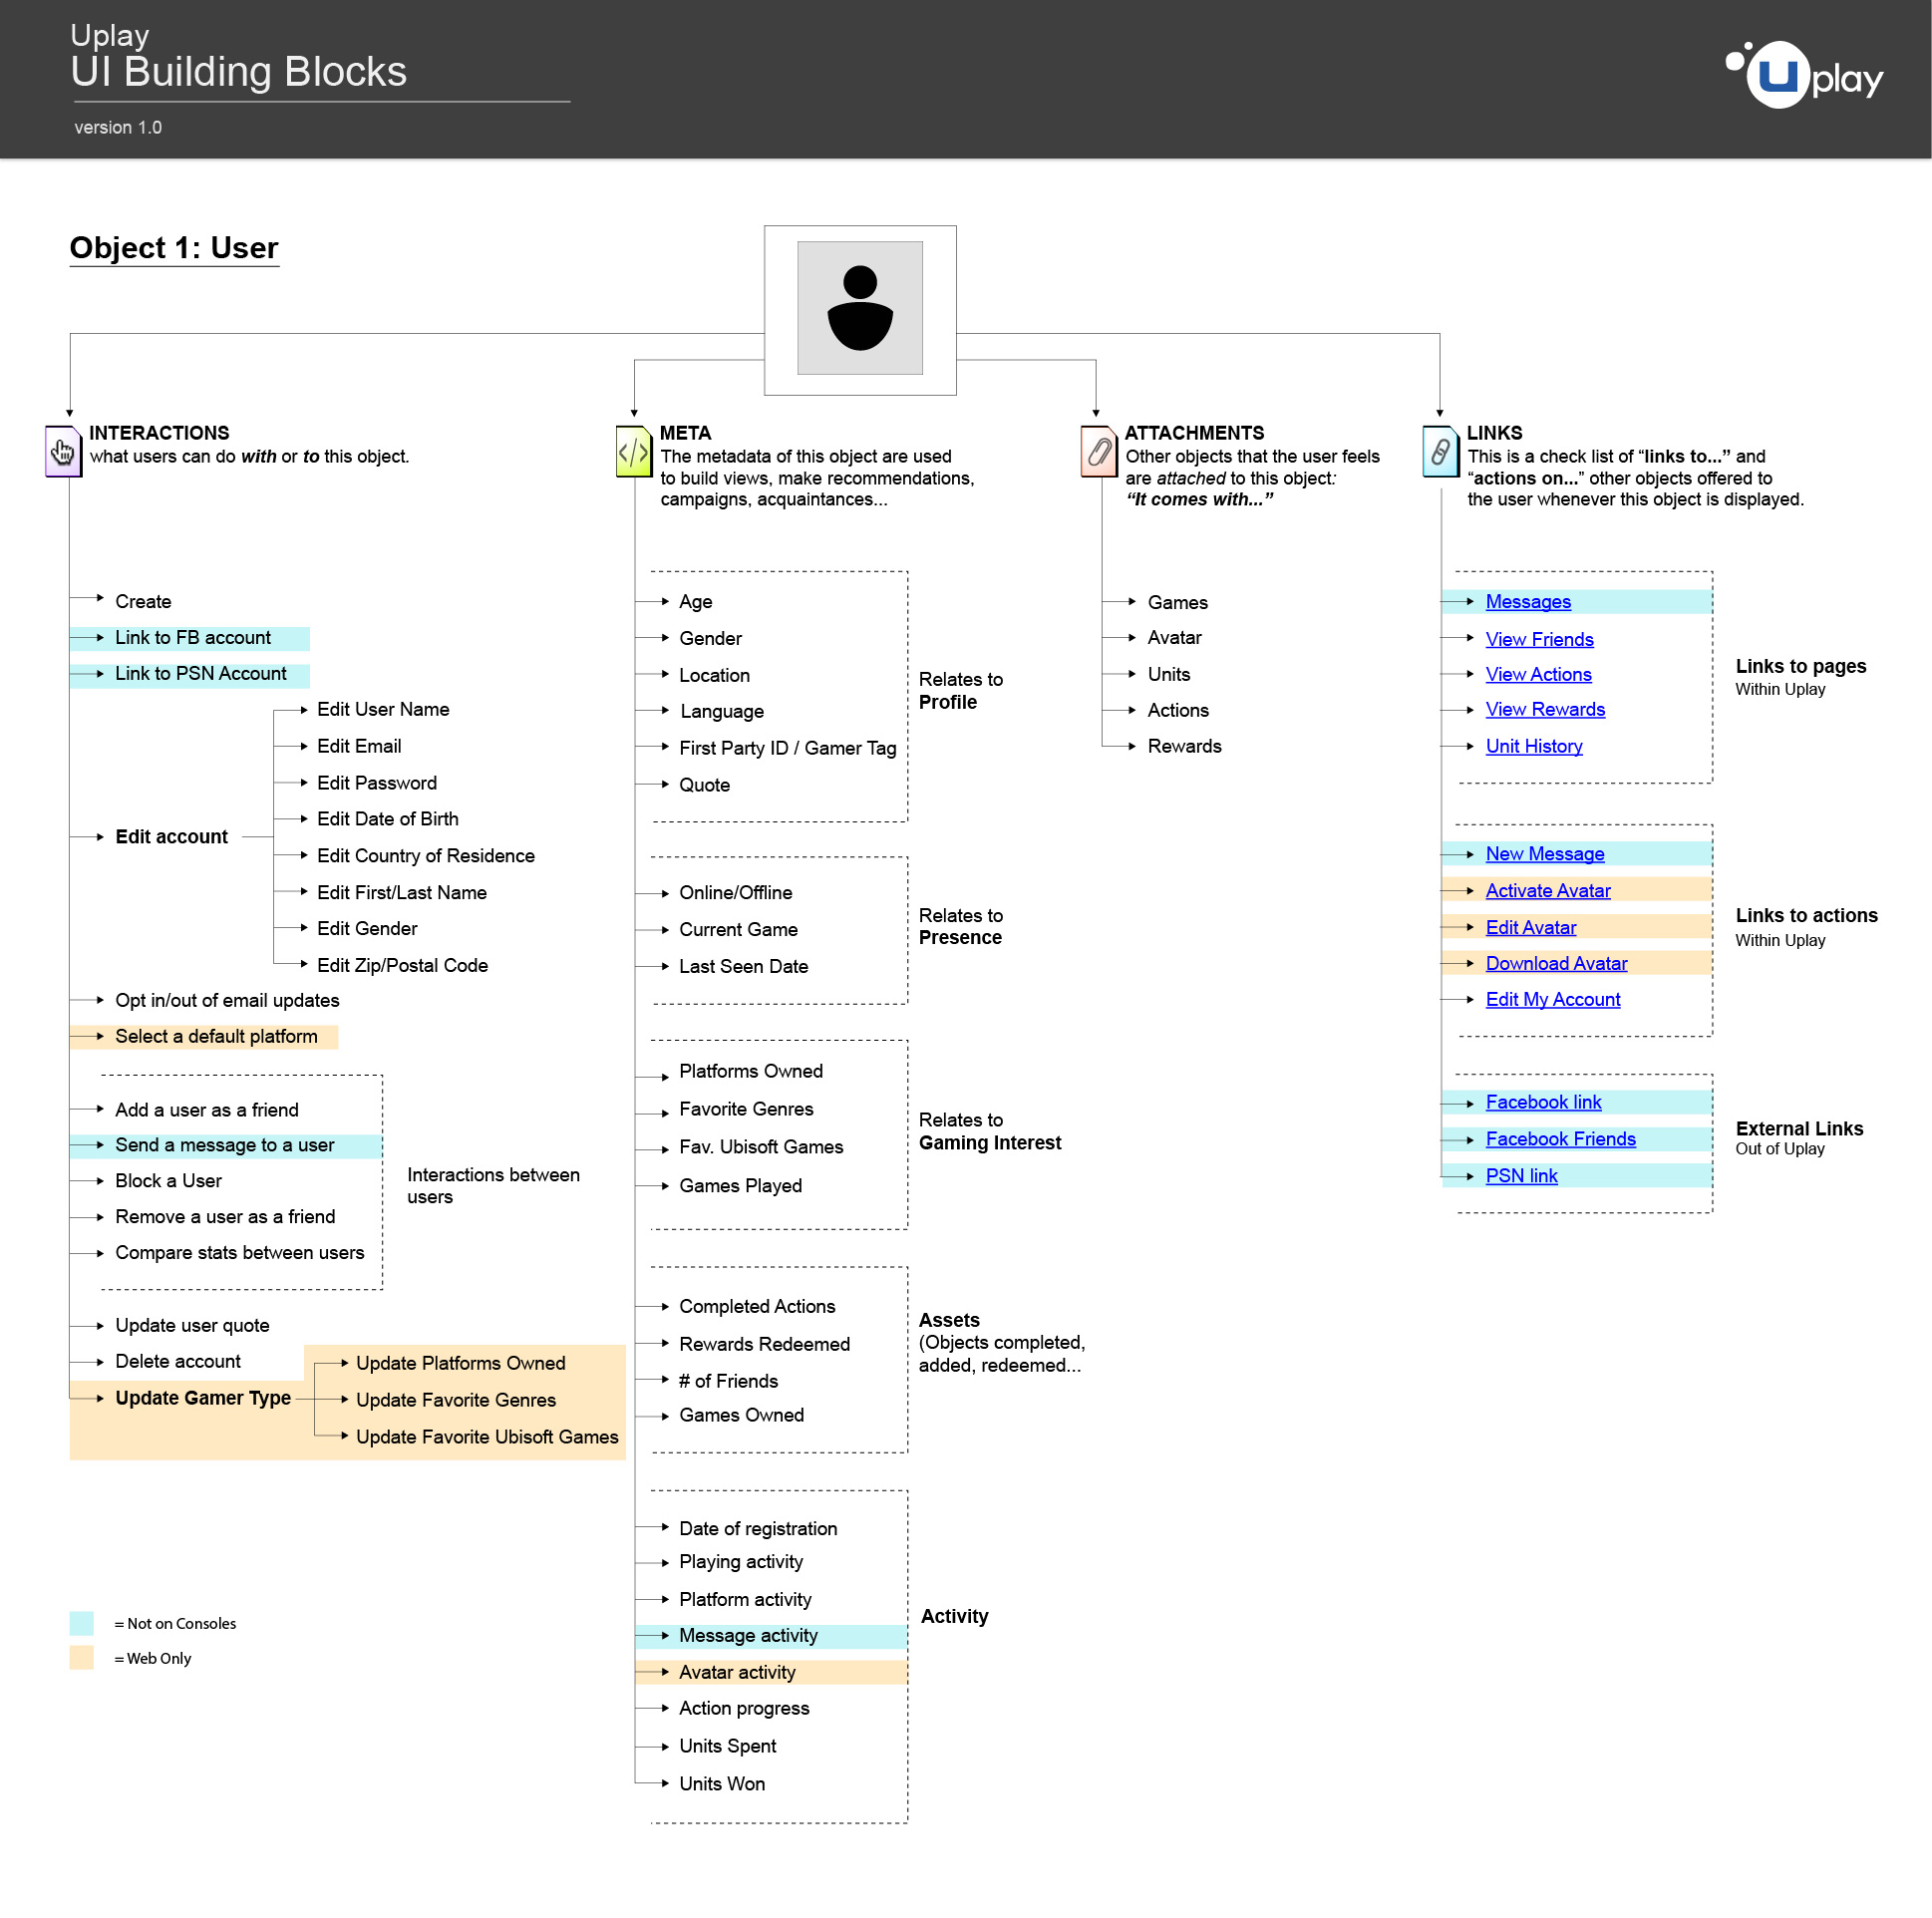 Uplay
UI Building Blocks
version 1.0
Uplay
Object 1: User
INTERACTIONS
what users can do with or to this object.
Create
Link to FB account
Link to PSN Account
Edit account
Edit User Name
Edit Email
Edit Password
Edit Date of Birth
Edit Country of Residence
Edit First/Last Name
Edit Gender
Edit Zip/Postal Code
Opt in/out of email updates
Select a default platform
Add a user as a friend
Send a message to a user
Block a User
Remove a user as a friend
Compare stats between users
Interactions between
users
Update user quote
Delete account
Update Gamer Type
Update Platforms Owned
Update Favorite Genres
Update Favorite Ubisoft Games
= Not on Consoles
= Web Only
META
The metadata of this object are used
to build views, make recommendations,
campaigns, acquaintances...
Age
Gender
Location
Language
First Party ID / Gamer Tag
Quote
Relates to
Profile
Online/Offline
Current Game
Last Seen Date
Relates to
Presence
Platforms Owned
Favorite Genres
Fav. Ubisoft Games
Games Played
Relates to
Gaming Interest
Completed Actions
Rewards Redeemed
# of Friends
Games Owned
Assets
(Objects completed,
added, redeemed...
Date of registration
Playing activity
Platform activity
Message activity
Avatar activity
Action progress
Units Spent
Units Won
Activity
ATTACHMENTS
Other objects that the user feels
are attached to this object:
“It comes with...”
Games
Avatar
Units
Actions
Rewards
LINKS
This is a check list of “links to...” and
“actions on...” other objects offered to
the user whenever this object is displayed.
Messages
View Friends
View Actions
View Rewards
Unit History
Links to pages
Within Uplay
New Message
Activate Avatar
Edit Avatar
Download Avatar
Edit My Account
Links to actions
Within Uplay
Facebook link
Facebook Friends
PSN link
External Links
Out of Uplay